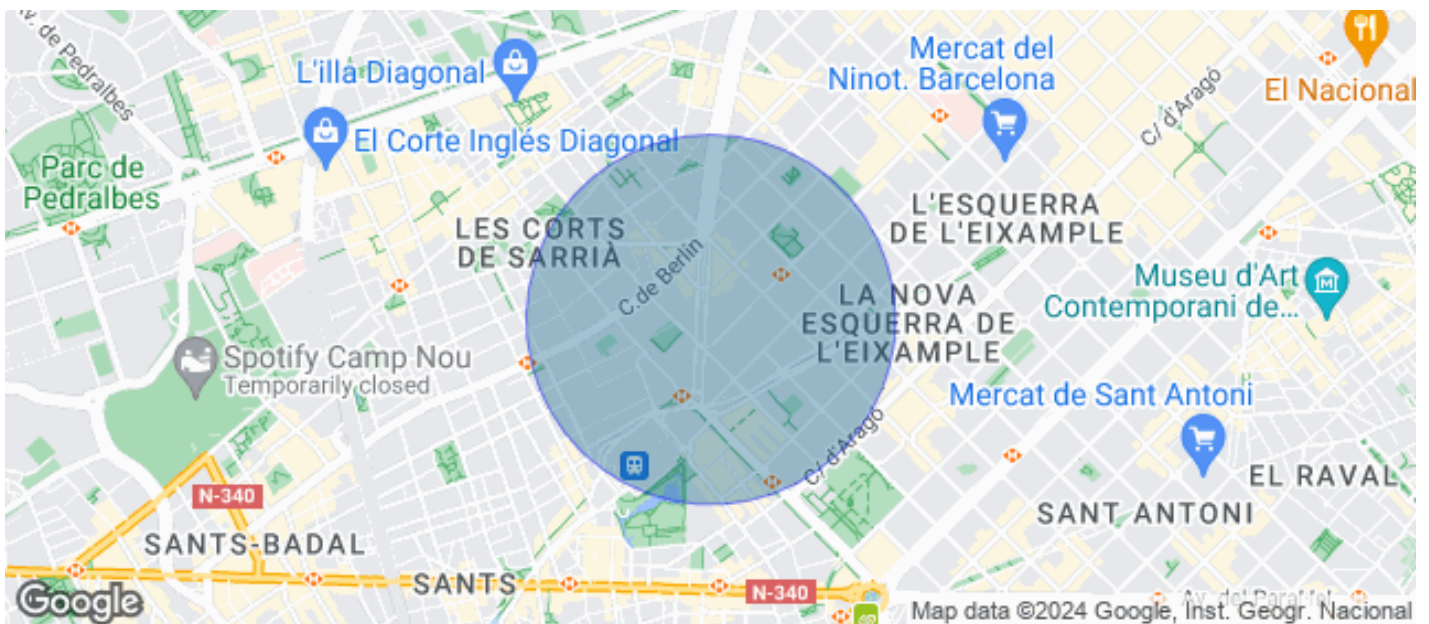 Av. de Pedralbes
L'illa Diagonal
El Corte Inglés Diagonal
Parc de
Pedralbes
LES CORTS
DE SARRIÀ
C. de Berlin
Mercat del
Ninot. Barcelona
C/ d'Aragó
El Nacional
L'ESQUERRA
DE L'EIXAMPLE
LA NOVA
ESQUERRA DE
L'EIXAMPLE
Museu d'Art
Contemporani de...
Spotify Camp Nou
Temporarily closed
Mercat de Sant Antoni
C/ d'Aragó
EL RAVAL
SANT ANTONI
N-340
SANTS-BADAL
SANTS
N-340
Av. del Paral·lel
Google
Map data ©2024 Google, Inst. Geogr. Nacional